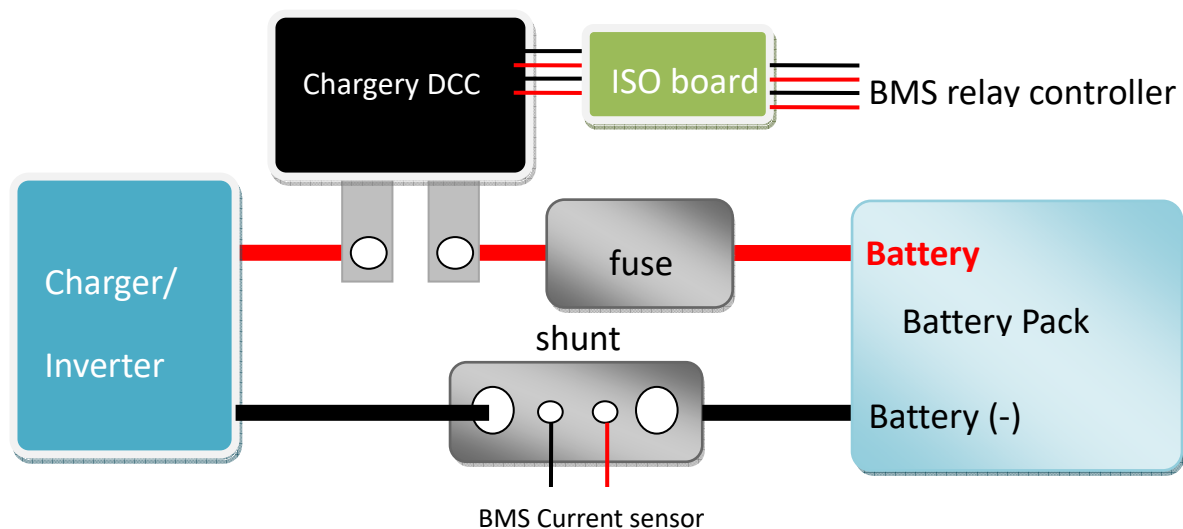 Chargery DCC
ISO board
BMS relay controller
Charger/
Inverter
fuse
Battery
Battery Pack
shunt
Battery (-)
BMS Current sensor